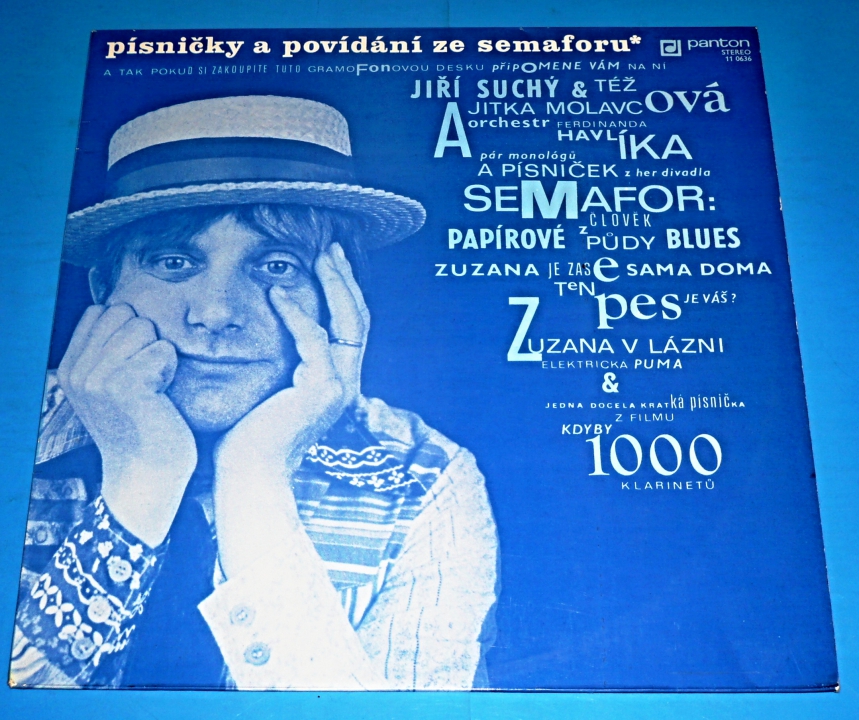 písničky a povídání ze semaforu*
panton
STEREO
11 0636
A TAK POKUD SI ZAKOUPÍTE TUTO GRAMOFonOVOU DESKU připOMENE VÁM NA NÍ
JIŘÍ SUCHÝ & TÉŽ
JITKA MOLAVCová
A orchestr FERDINANDA
HAVLÍKA
pár monologů
A PÍSNIČEK z her divadla
SEMAFOR:
ČLOVĚK
PAPÍROVÉ z PŮDY BLUES
ZUZANA JE ZASe SAMA DOMA
TeN
pes JE VÁŠ?
ZUZANA V LÁZNI
ELEKTRICKÁ PUMA
&
JEDNA DOCELA KRATká písničKA
Z FILMU
KDYBY
1000
KLARINETŮ